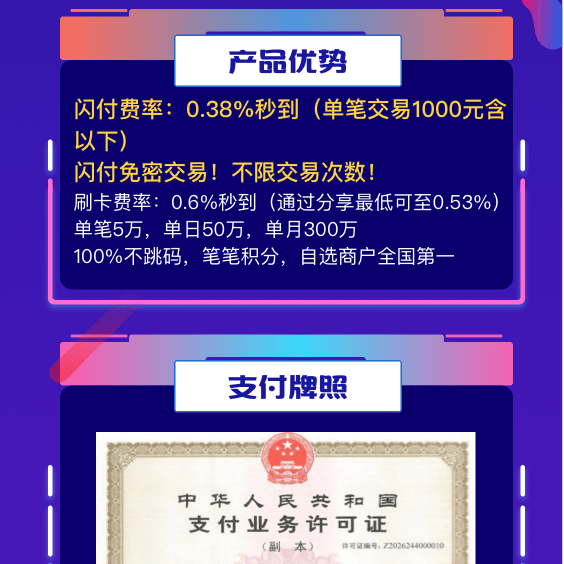 产品优势
闪付费率：0.38%秒到（单笔交易1000元含
以下）
闪付免密交易！不限交易次数！
刷卡费率：0.6%秒到（通过分享最低可至0.53%）
单笔5万，单日50万，单月300万
100%不跳码，笔笔积分，自选商户全国第一
支付牌照
中华人民共和国
支付业务许可证
（副 本）
许可证编号：Z2026244000010